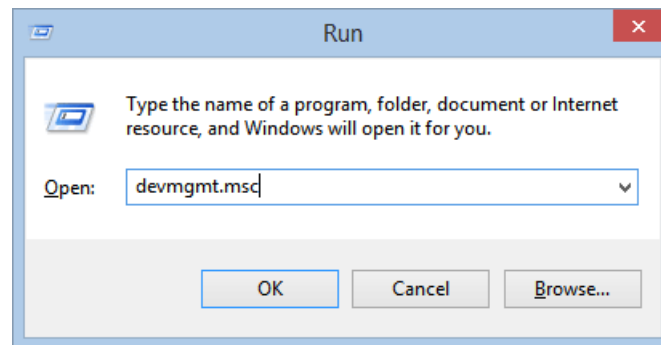 Run
Type the name of a program, folder, document or Internet
resource, and Windows will open it for you.
Open: devmgmt.msc
OK Cancel Browse...